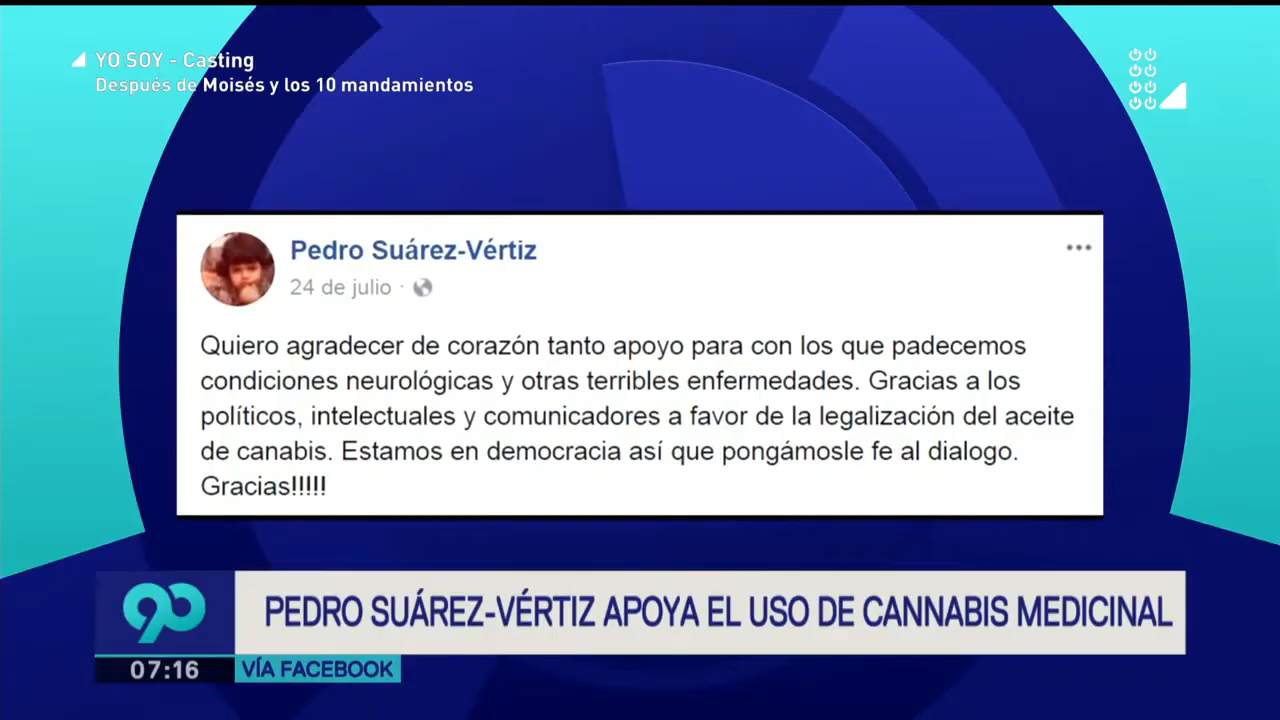 YO SOY - Casting
Después de Moisés y los 10 mandamientos
Pedro Suárez-Vértiz
24 de julio ·
Quiero agradecer de corazón tanto apoyo para con los que padecemos
condiciones neurológicas y otras terribles enfermedades. Gracias a los
políticos, intelectuales y comunicadores a favor de la legalización del aceite
de canabis. Estamos en democracia así que pongámosle fe al dialogo.
Gracias!!!!!
90
PEDRO SUÁREZ-VÉRTIZ APOYA EL USO DE CANNABIS MEDICINAL
07:16
VÍA FACEBOOK